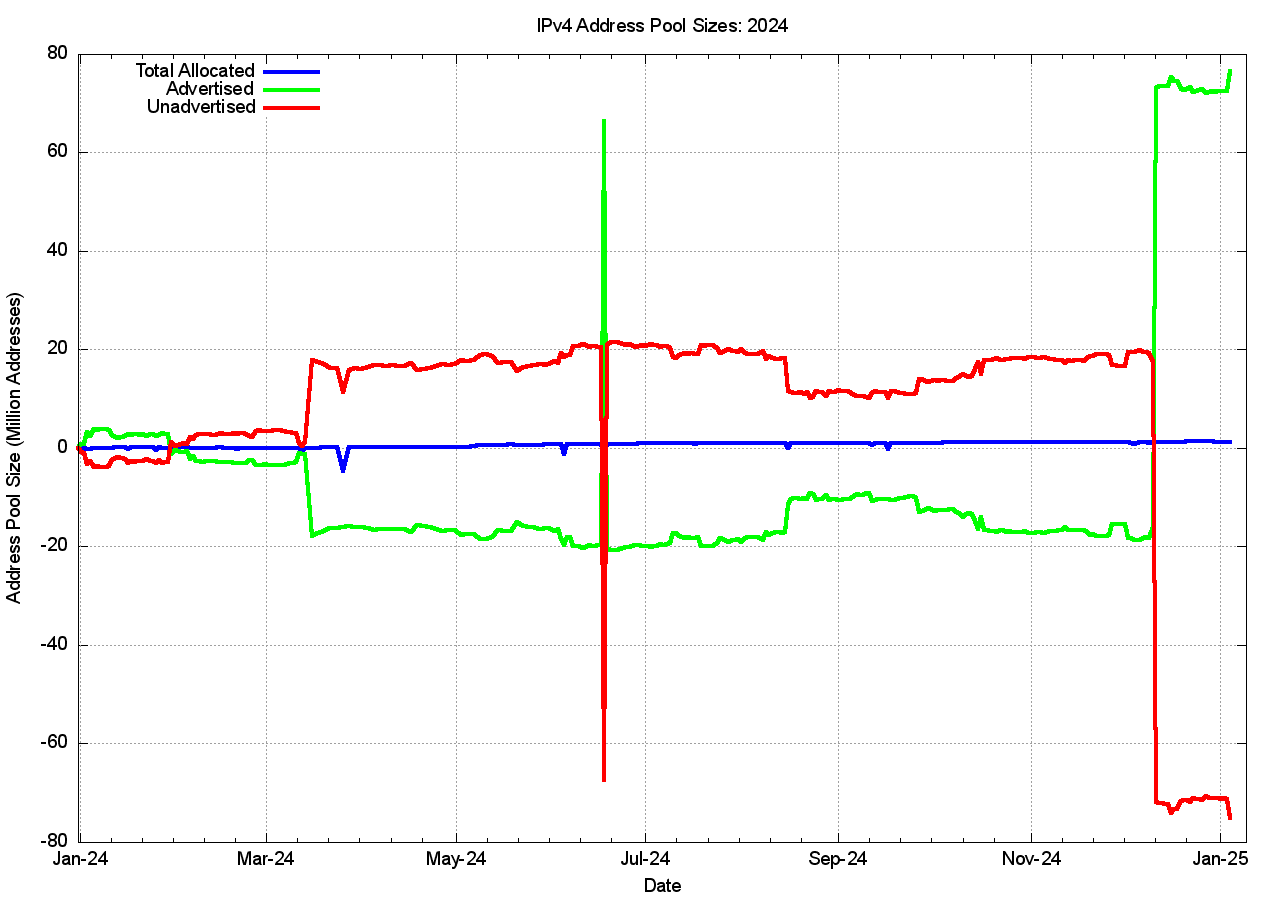 IPv4 Address Pool Sizes: 2024
80
60
40
20
0
-20
-40
-60
-80
Total Allocated
Advertised
Unadvertised
Address Pool Size (Million Addresses)
Jan-24 Mar-24 May-24 Jul-24 Sep-24 Nov-24 Jan-25
Date